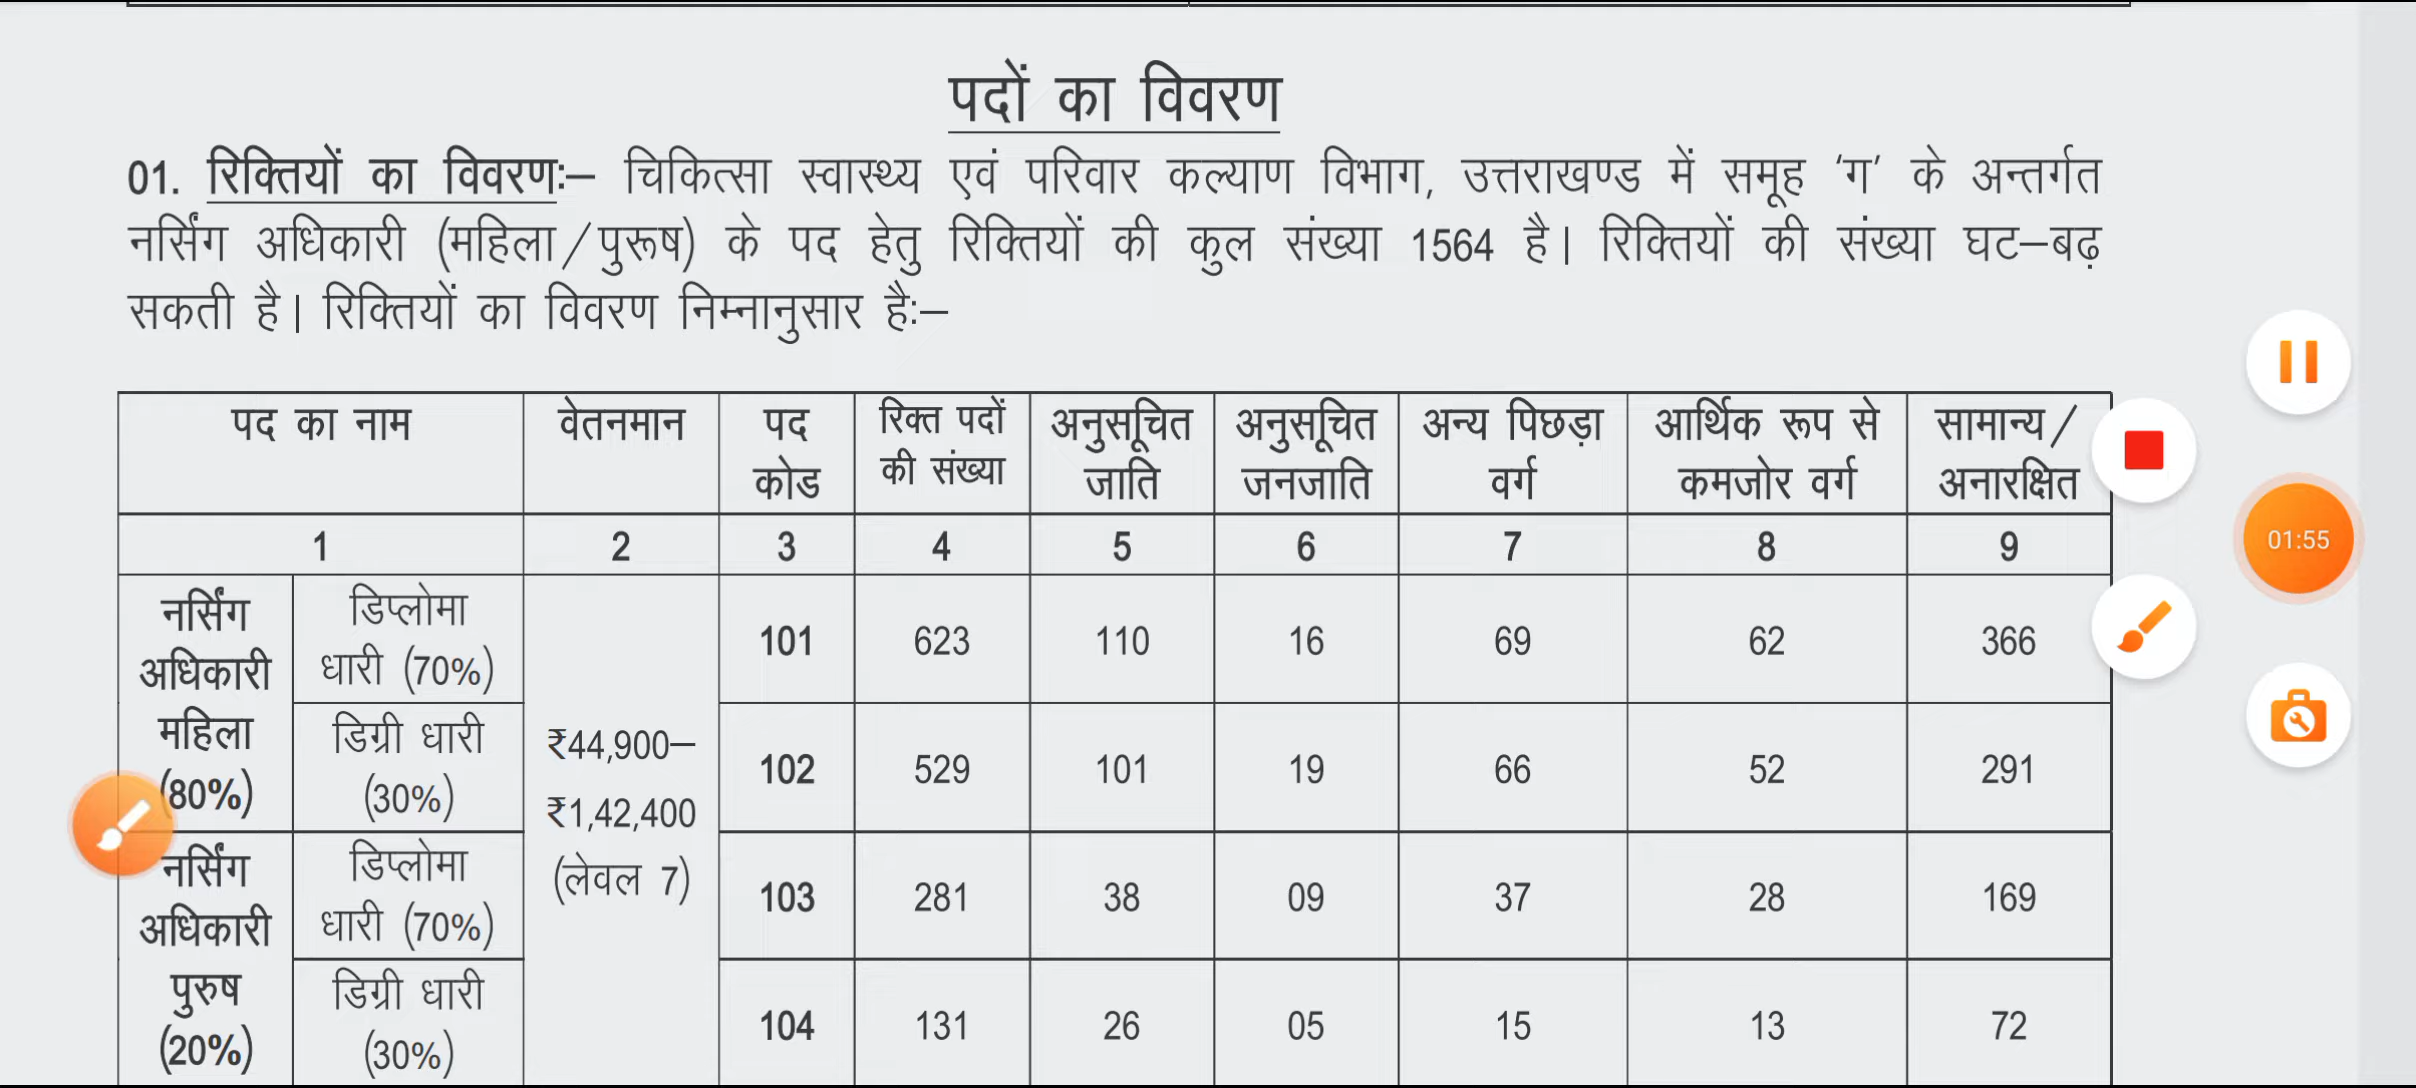 पदों का विवरण
01. रिक्तियों का विवरणः– चिकित्सा स्वास्थ्य एवं परिवार कल्याण विभाग, उत्तराखण्ड में समूह 'ग' के अन्तर्गत
नर्सिंग अधिकारी (महिला/पुरूष) के पद हेतु रिक्तियों की कुल संख्या 1564 है। रिक्तियों की संख्या घट–बढ़
सकती है। रिक्तियों का विवरण निम्नानुसार हैः–
पद का नाम वेतनमान पद कोड रिक्त पदों की संख्या अनुसूचित जाति अनुसूचित जनजाति अन्य पिछड़ा वर्ग आर्थिक रूप से कमजोर वर्ग सामान्य/ अनारक्षित
1 2 3 4 5 6 7 8 9
नर्सिंग अधिकारी महिला (80%)
डिप्लोमा धारी (70%) 101 623 110 16 69 62 366
डिग्री धारी (30%) 102 529 101 19 66 52 291
₹44,900–
₹1,42,400
(लेवल 7)
नर्सिंग अधिकारी पुरुष (20%)
डिप्लोमा धारी (70%) 103 281 38 09 37 28 169
डिग्री धारी (30%) 104 131 26 05 15 13 72
01:55